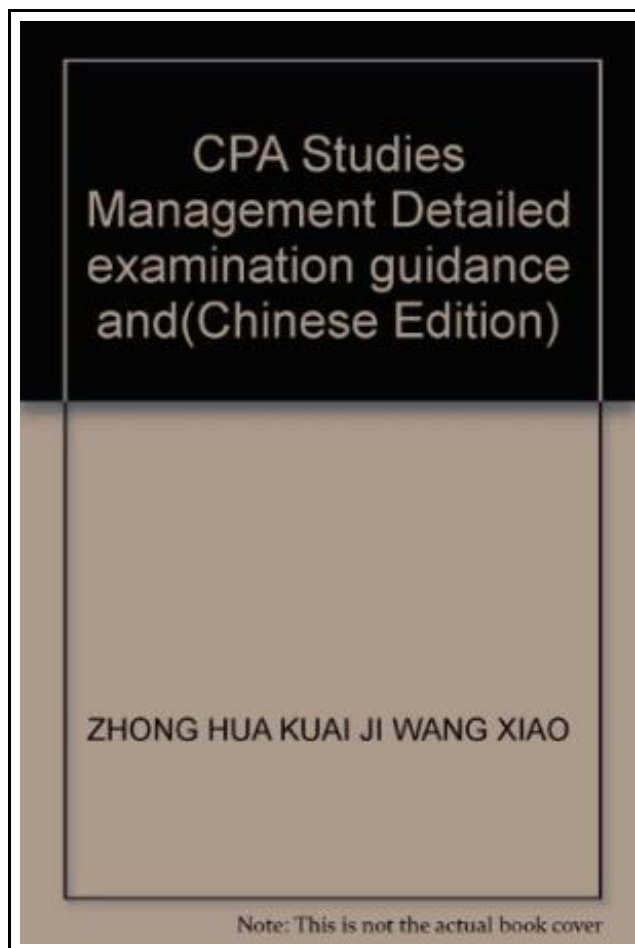 CPA Studies
Management Detailed
examination guidance
and(Chinese Edition)
ZHONG HUA KUAI JI WANG XIAO
Note: This is not the actual book cover